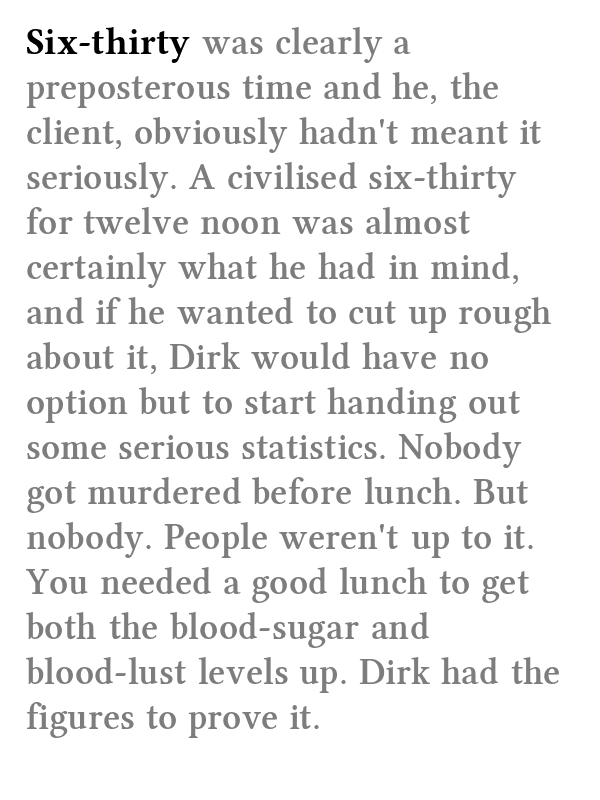 Six-thirty was clearly a
preposterous time and he, the
client, obviously hadn't meant it
seriously. A civilised six-thirty
for twelve noon was almost
certainly what he had in mind,
and if he wanted to cut up rough
about it, Dirk would have no
option but to start handing out
some serious statistics. Nobody
got murdered before lunch. But
nobody. People weren't up to it.
You needed a good lunch to get
both the blood-sugar and
blood-lust levels up. Dirk had the
figures to prove it.